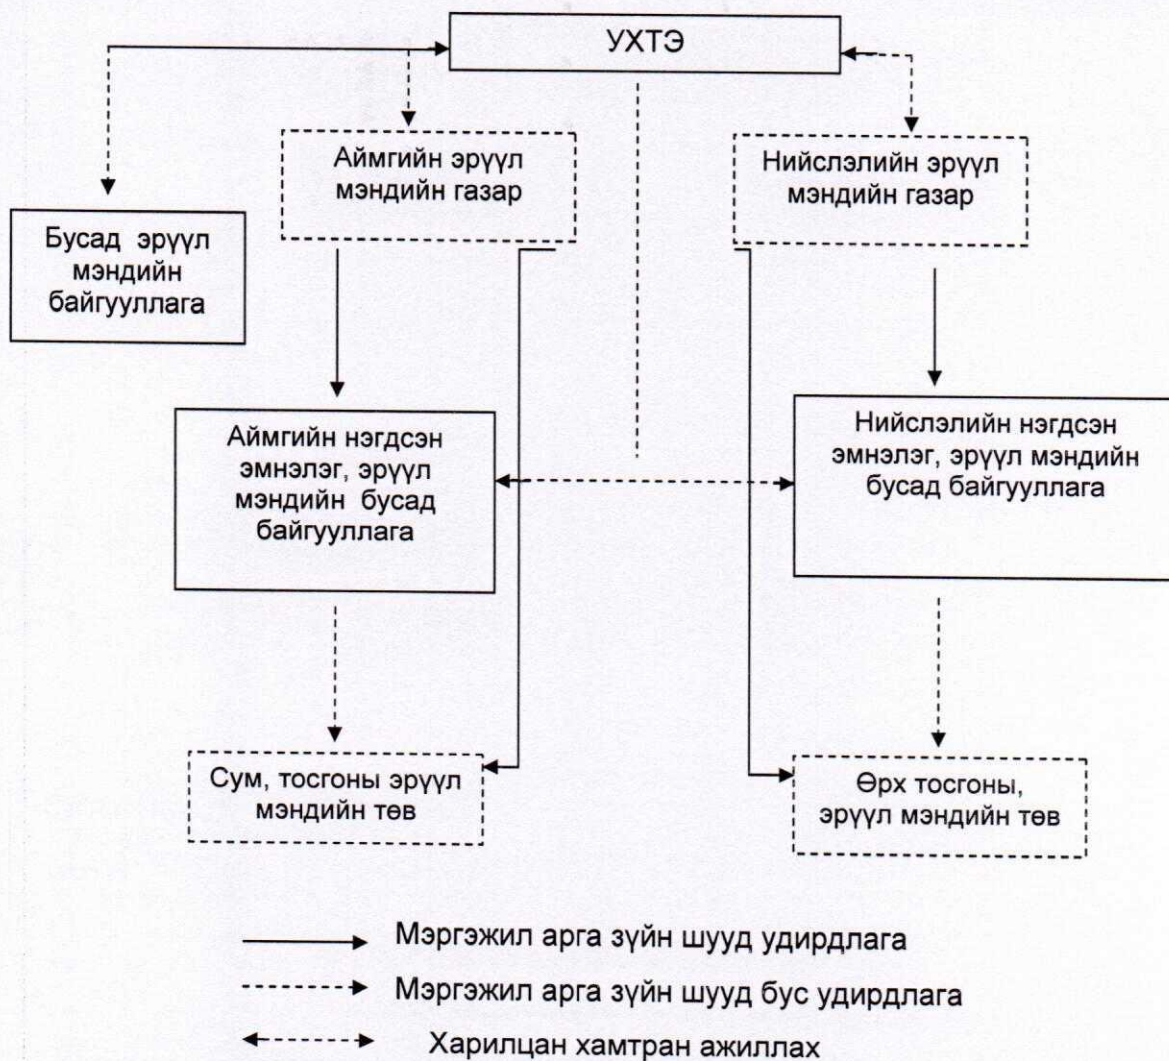 УХТЭ
Аймгийн эрүүл
мэндийн газар
Нийслэлийн эрүүл
мэндийн газар
Бусад эрүүл
мэндийн
байгууллага
Аймгийн нэгдсэн
эмнэлэг, эрүүл
мэндийн бусад
байгууллага
Нийслэлийн нэгдсэн
эмнэлэг, эрүүл мэндийн
бусад байгууллага
Сум, тосгоны эрүүл
мэндийн төв
Өрх тосгоны,
эрүүл мэндийн төв
Мэргэжил арга зүйн шууд удирдлага
Мэргэжил арга зүйн шууд бус удирдлага
Харилцан хамтран ажиллах